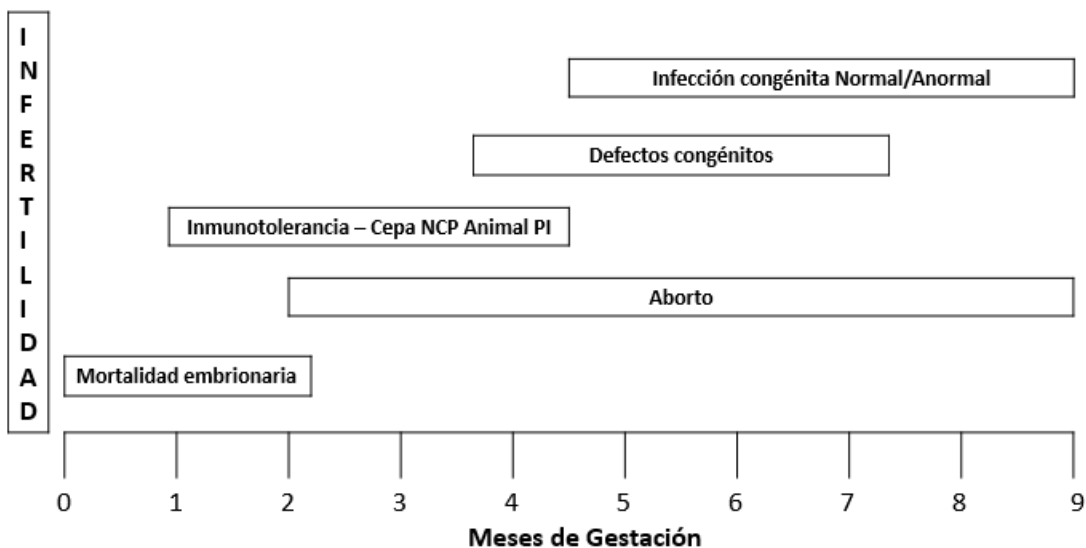 INFERTILIDAD
Infección congénita Normal/Anormal
Defectos congénitos
Inmunotolerancia – Cepa NCP Animal PI
Aborto
Mortalidad embrionaria
0 1 2 3 4 5 6 7 8 9
Meses de Gestación